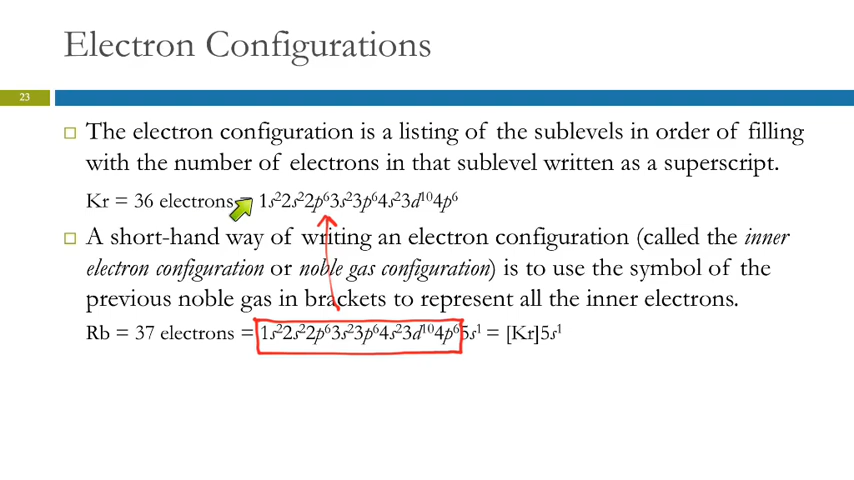 Electron Configurations
23
The electron configuration is a listing of the sublevels in order of filling
with the number of electrons in that sublevel written as a superscript.
Kr = 36 electrons = 1s²2s²2p⁶3s²3p⁶4s²3d¹⁰4p⁶
A short-hand way of writing an electron configuration (called the inner
electron configuration or noble gas configuration) is to use the symbol of the
previous noble gas in brackets to represent all the inner electrons.
Rb = 37 electrons = 1s²2s²2p⁶3s²3p⁶4s²3d¹⁰4p⁶5s¹ = [Kr]5s¹